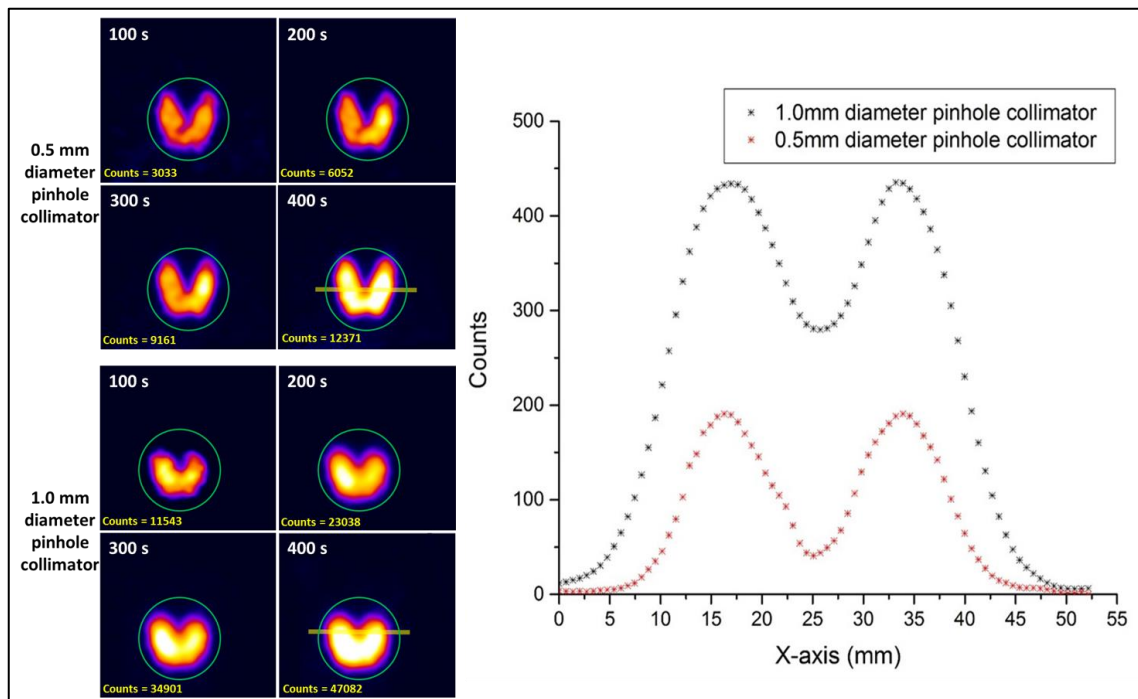 100 s
200 s
0.5 mm
diameter
pinhole
collimator
Counts = 3033
Counts = 6052
300 s
400 s
Counts = 9161
Counts = 12371
100 s
200 s
1.0 mm
diameter
pinhole
collimator
Counts = 11543
Counts = 23038
300 s
400 s
Counts = 34901
Counts = 47082
1.0mm diameter pinhole collimator
0.5mm diameter pinhole collimator
500
400
300
200
100
0
Counts
0 5 10 15 20 25 30 35 40 45 50 55
X-axis (mm)